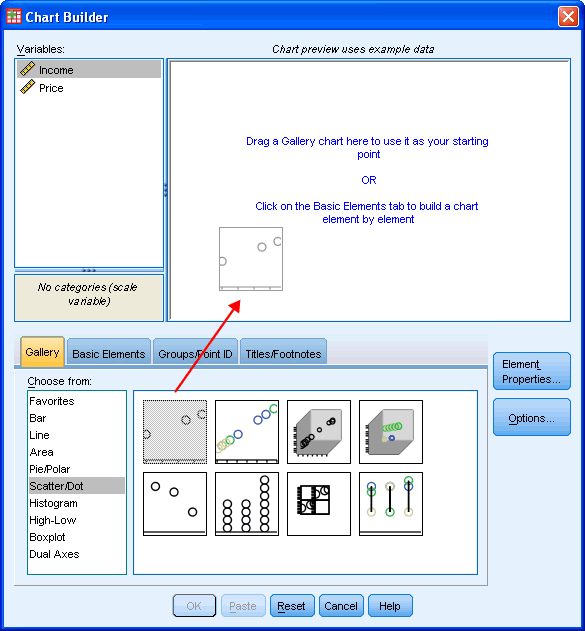 Chart Builder
Variables:
Chart preview uses example data
Income
Price
Drag a Gallery chart here to use it as your starting
point
OR
Click on the Basic Elements tab to build a chart
element by element
No categories (scale
variable)
Gallery
Basic Elements
Groups/Point ID
Titles/Footnotes
Choose from:
Favorites
Bar
Line
Area
Pie/Polar
Scatter/Dot
Histogram
High-Low
Boxplot
Dual Axes
Element
Properties...
Options...
OK
Paste
Reset
Cancel
Help